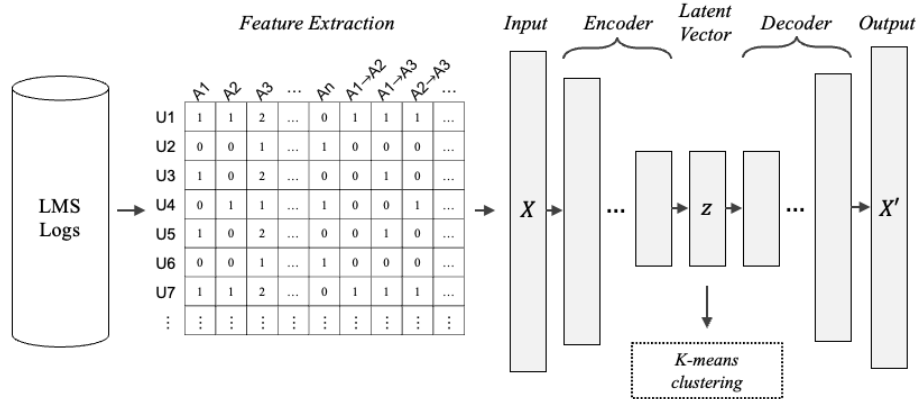 Feature Extraction
Input
Encoder
Latent
Vector
Decoder
Output
LMS
Logs
A1 A2 A3 … An A1→A2 A1→A3 A2→A3 …
U1 1 1 2 … 0 1 1 1 …
U2 0 0 1 … 1 0 0 0 …
U3 1 0 2 … 0 0 1 0 …
U4 0 1 1 … 1 0 0 1 …
U5 1 0 2 … 0 0 1 0 …
U6 0 0 1 … 1 0 0 0 …
U7 1 1 2 … 0 1 1 1 …
⋮ ⋮ ⋮ ⋮ ⋮ ⋮ ⋮ ⋮ ⋮ ⋮
X
...
z
...
X'
K-means
clustering